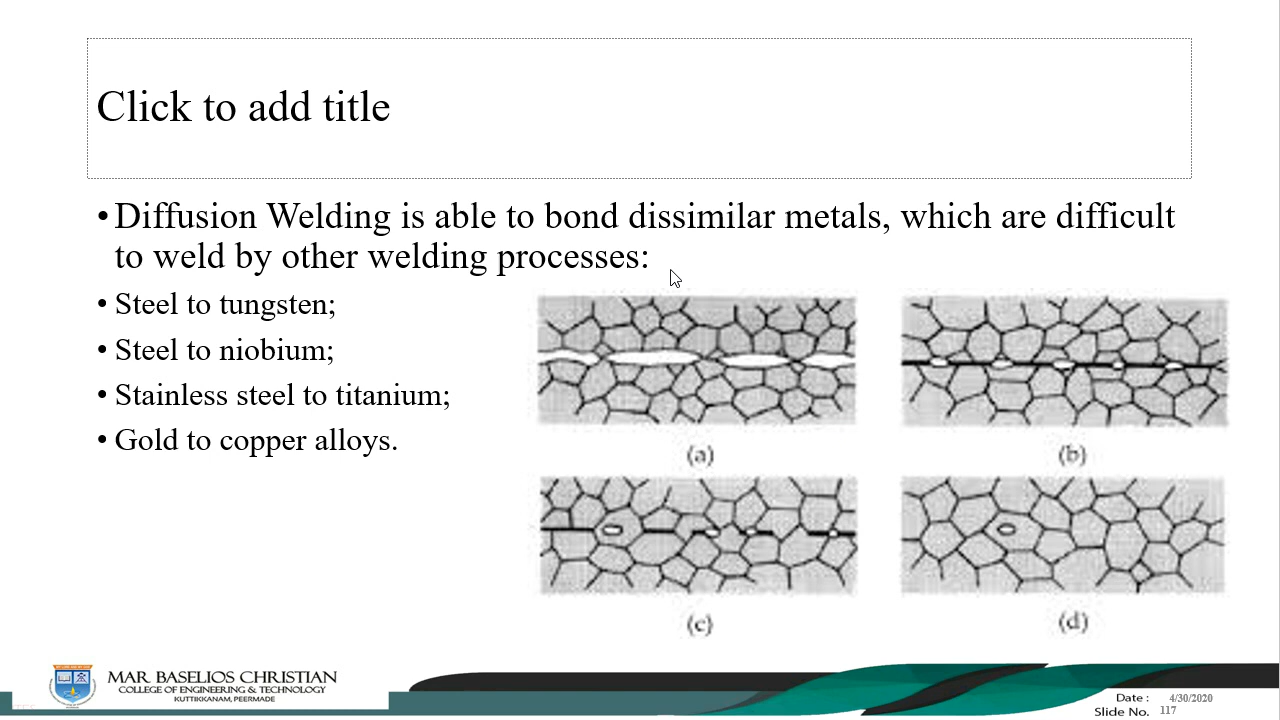 Click to add title
• Diffusion Welding is able to bond dissimilar metals, which are difficult
to weld by other welding processes:
• Steel to tungsten;
• Steel to niobium;
• Stainless steel to titanium;
• Gold to copper alloys.
(a)
(b)
(c)
(d)
MAR BASELIOS CHRISTIAN
COLLEGE OF ENGINEERING & TECHNOLOGY
KUTTIKKANAM, PEERMADE
Date : 4/30/2020
Slide No. 117